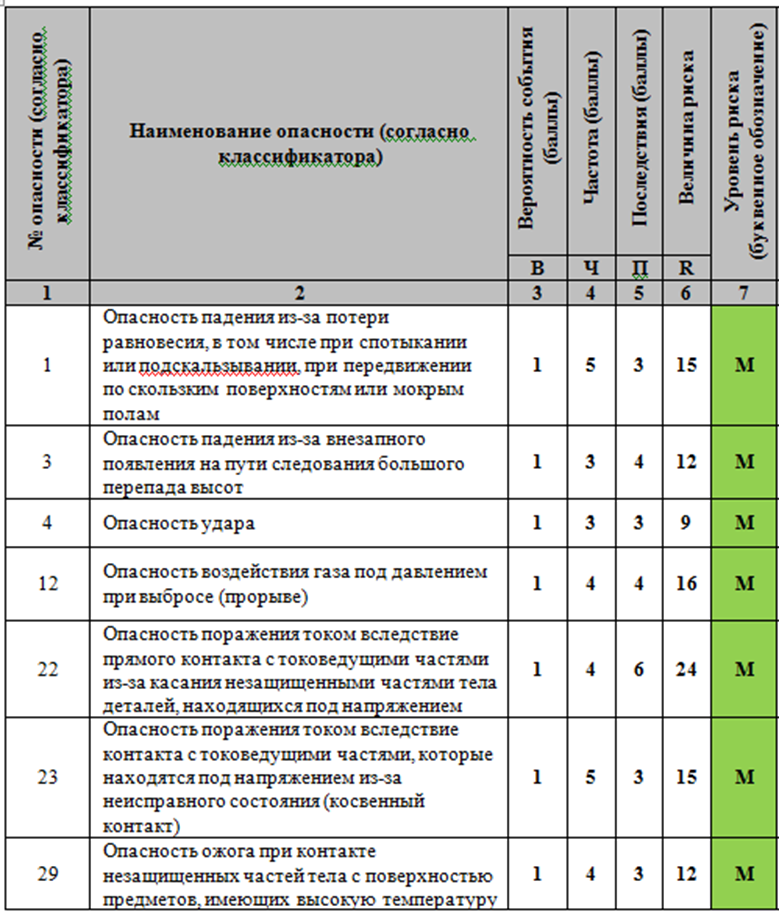 № опасности (согласно
классификатора)
Наименование опасности (согласно
классификатора)
Вероятность события
(баллы)
Частота (баллы)
Последствия (баллы)
Величина риска
Уровень риска
(буквенное обозначение)
В Ч П R
1 2 3 4 5 6 7
Опасность падения из-за потери
равновесия, в том числе при спотыкании
1 или подскальзывании, при передвижении 1 5 3 15 М
по скользким поверхностям или мокрым
полам
Опасность падения из-за внезапного
3 появления на пути следования большого 1 3 4 12 М
перепада высот
4 Опасность удара 1 3 3 9 М
12 Опасность воздействия газа под давлением 1 4 4 16 М
при выбросе (прорыве)
Опасность поражения током вследствие
22 прямого контакта с токоведущими частями 1 4 6 24 М
из-за касания незащищенными частями тела
деталей, находящихся под напряжением
Опасность поражения током вследствие
контакта с токоведущими частями, которые
23 находятся под напряжением из-за 1 5 3 15 М
неисправного состояния (косвенный
контакт)
Опасность ожога при контакте
29 незащищенных частей тела с поверхностью 1 4 3 12 М
предметов, имеющих высокую температуру